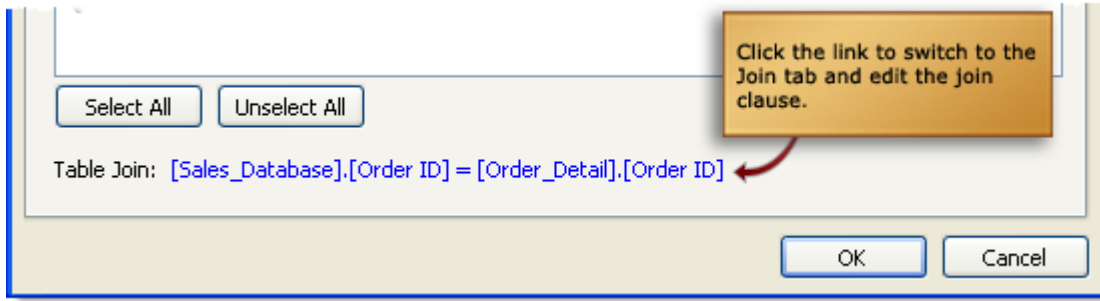 Click the link to switch to the
Join tab and edit the join
clause.
Select All
Unselect All
Table Join: [Sales_Database].[Order ID] = [Order_Detail].[Order ID]
OK
Cancel